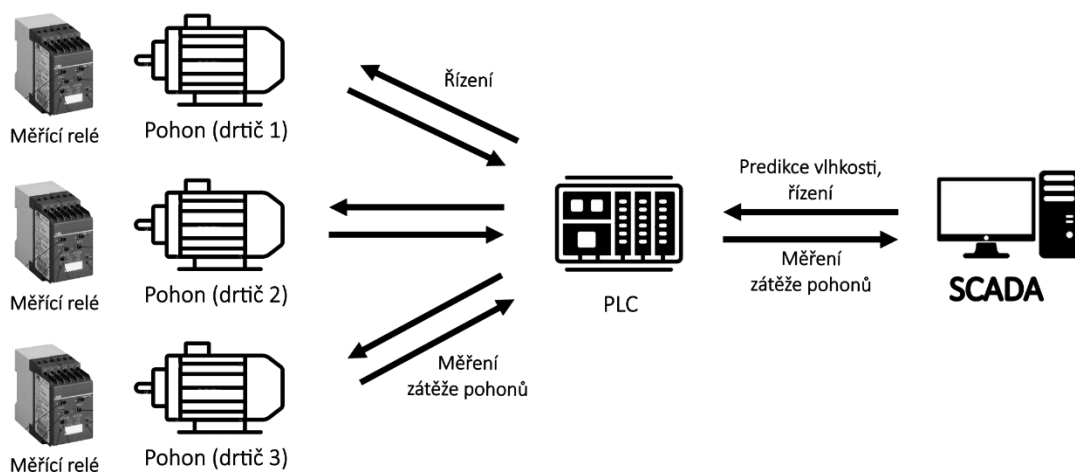 Měřící relé
Pohon (drtič 1)
Řízení
Měřící relé
Pohon (drtič 2)
PLC
Predikce vlhkosti,
řízení
Měření
zátěže pohonů
SCADA
Měření
zátěže pohonů
Měřící relé
Pohon (drtič 3)